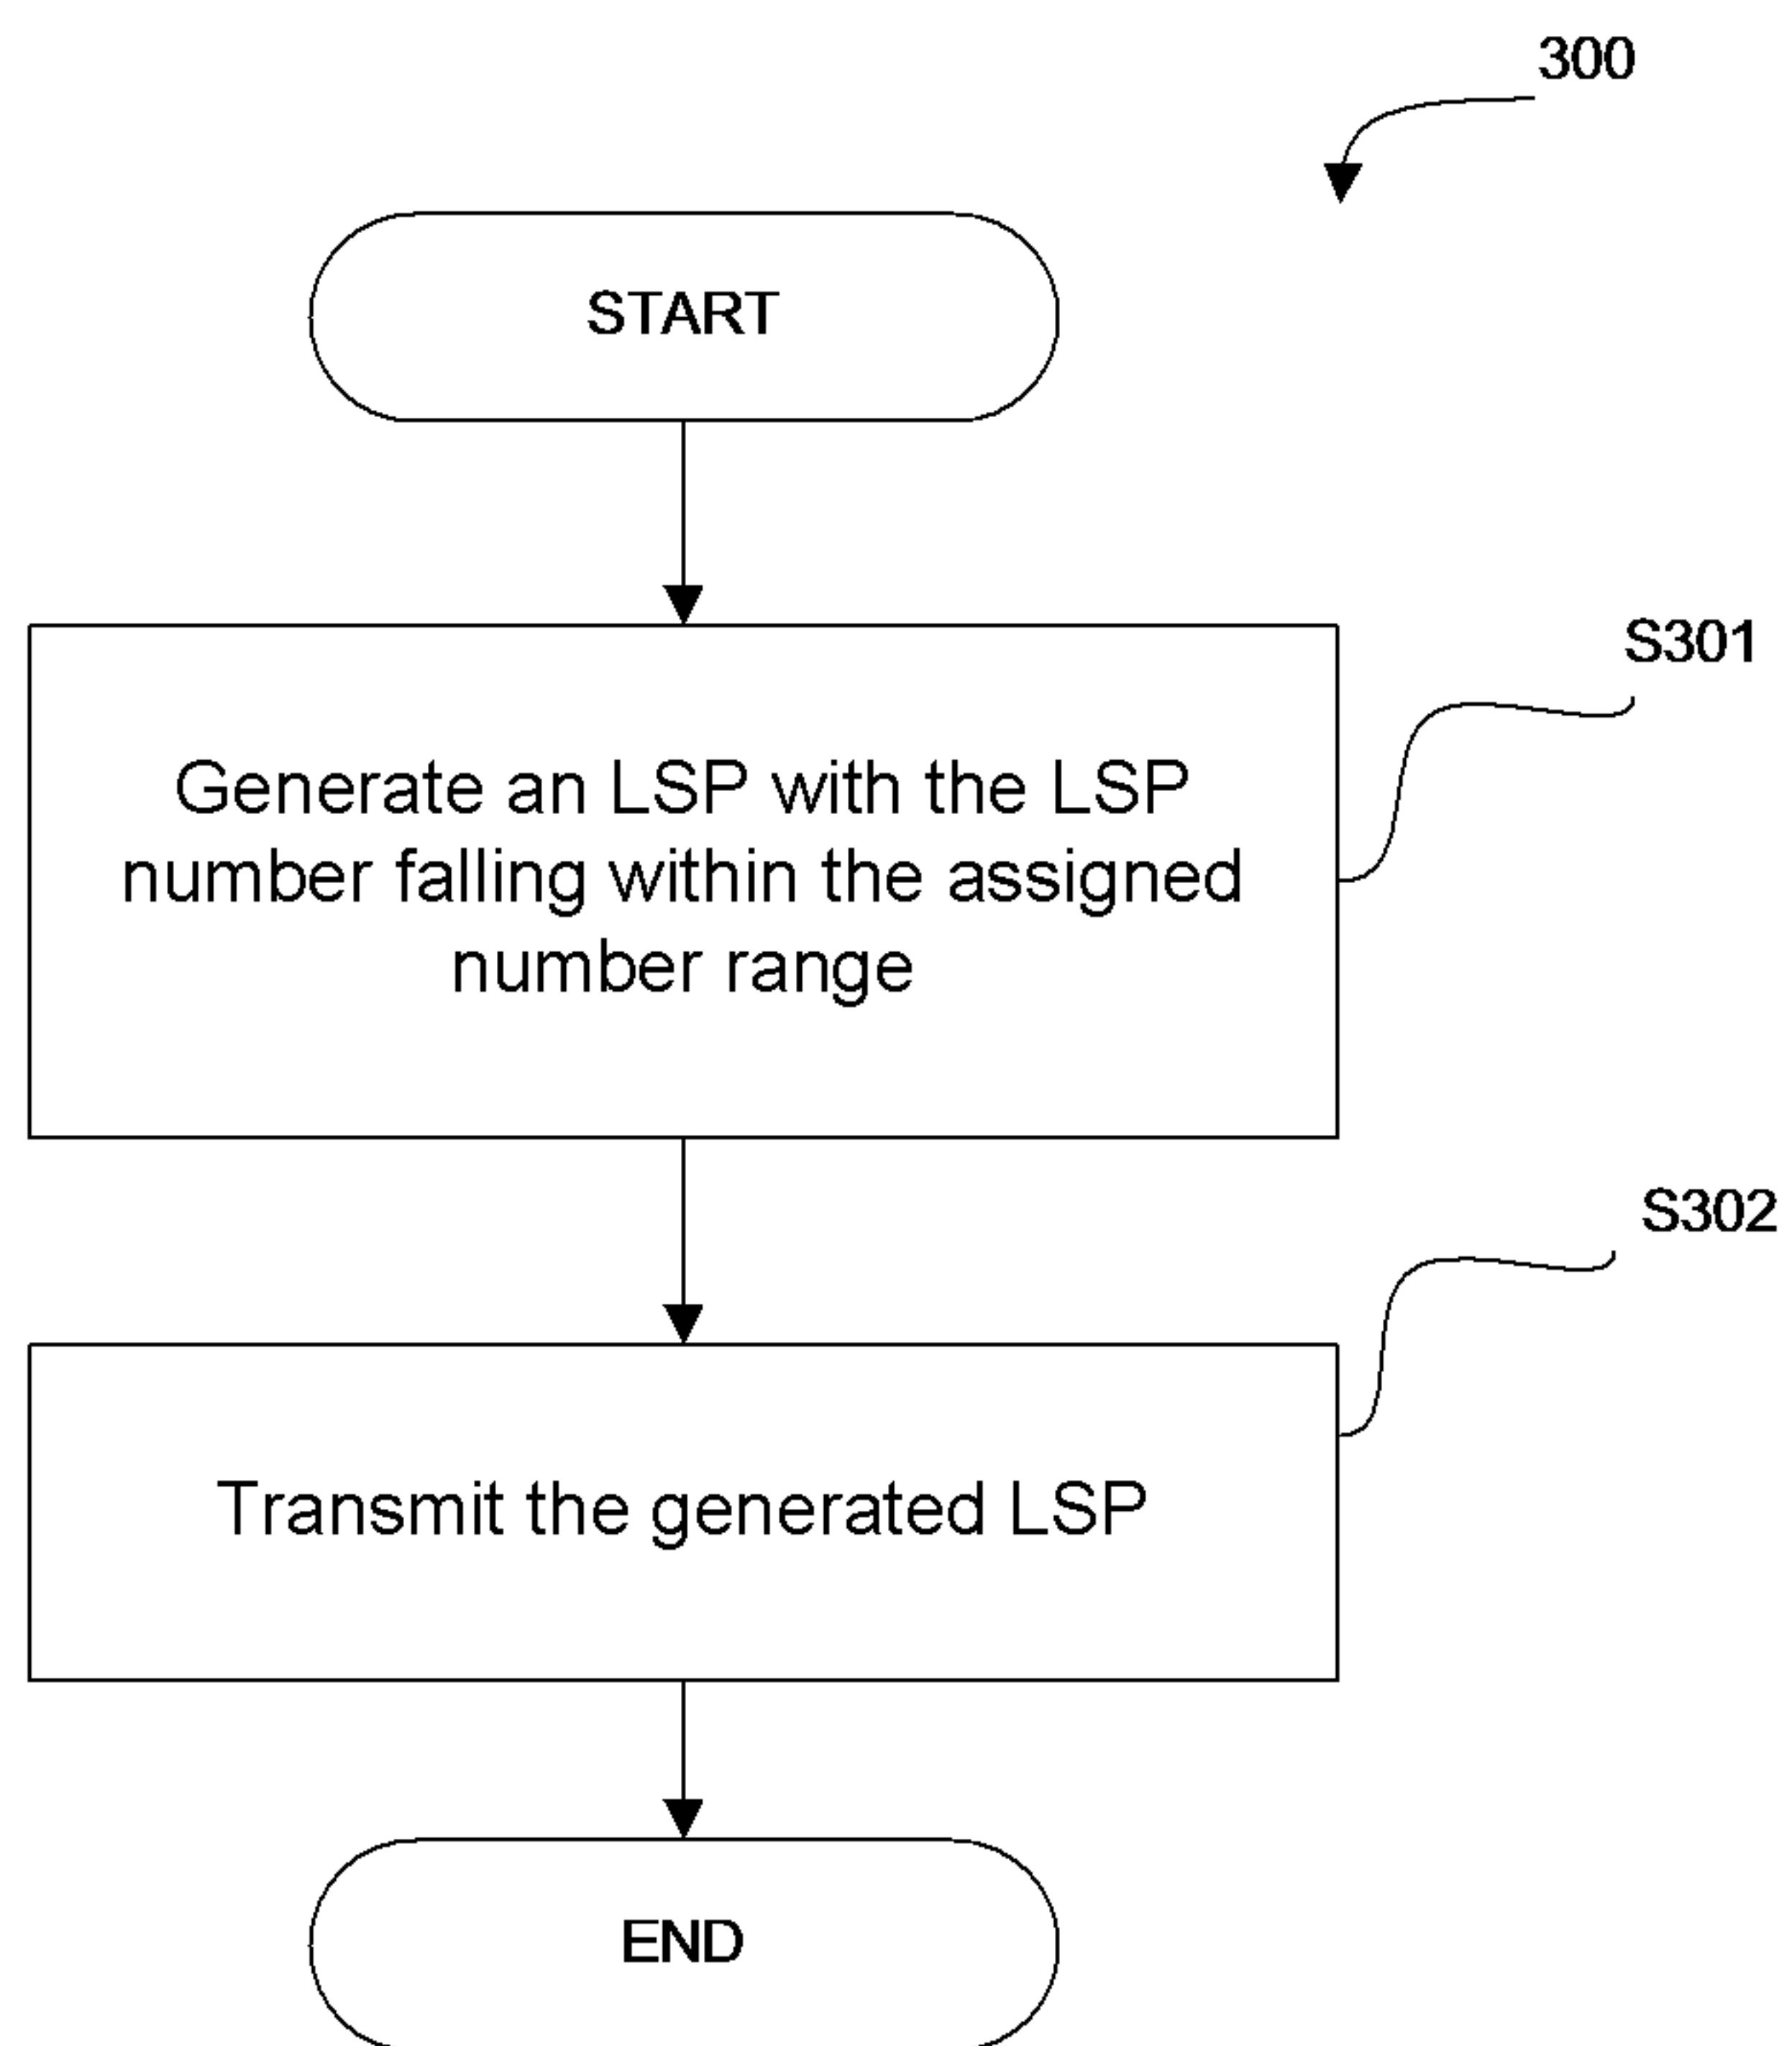 300
START
S301
Generate an LSP with the LSP
number falling within the assigned
number range
S302
Transmit the generated LSP
END